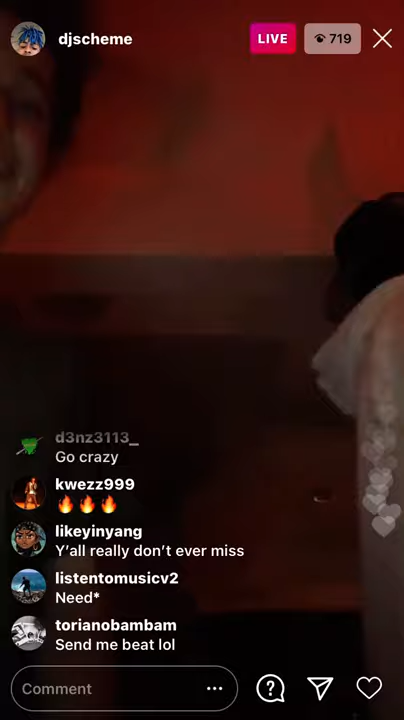 djscheme
LIVE
719
d3nz3113_
Go crazy
kwezz999
🔥🔥🔥
likeyinyang
Y'all really don't ever miss
listentomusicv2
Need*
torianobambam
Send me beat lol
Comment